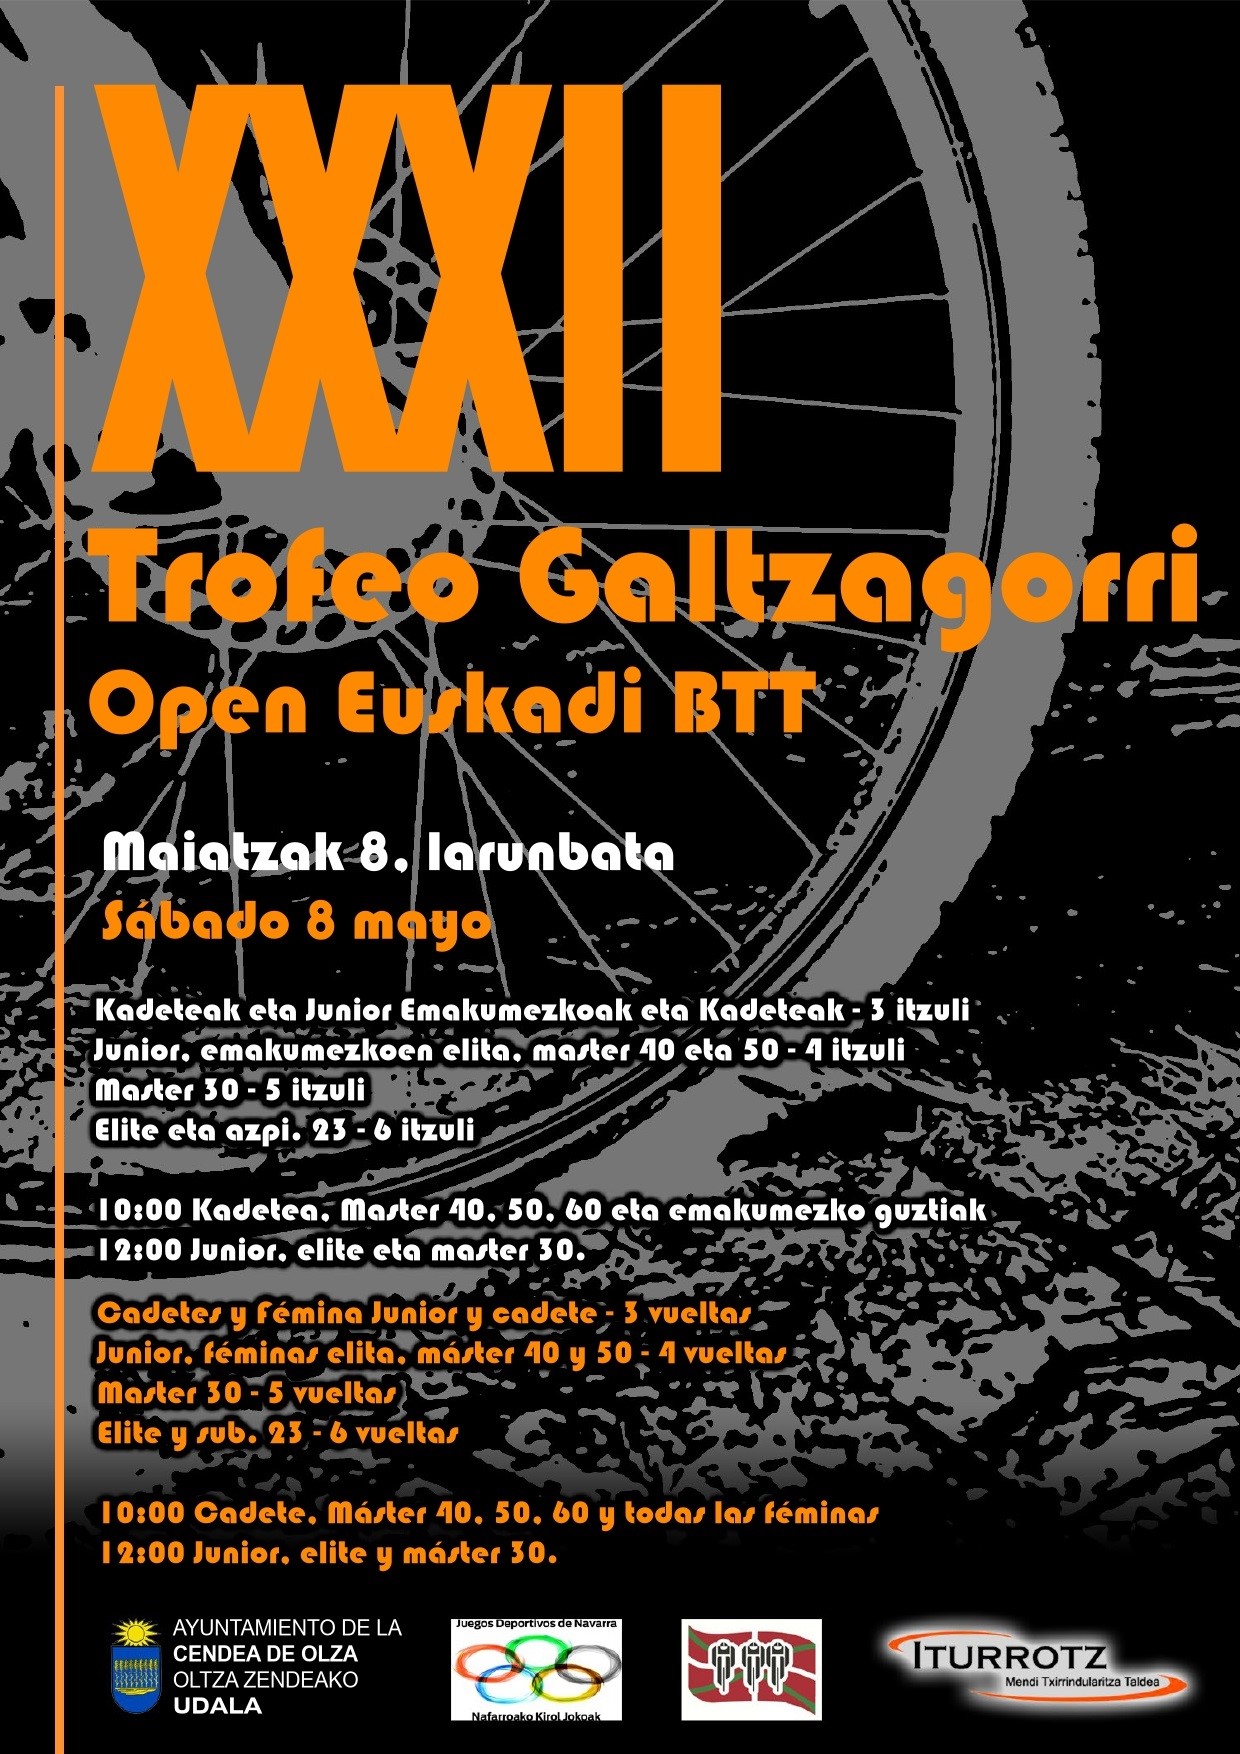 XXXII
Trofeo Galtzagorri
Open Euskadi BTT
Maiatzak 8, larunbata
Sábado 8 mayo
Kadeteak eta Junior Emakumezkoak eta Kadeteak - 3 itzuli
Junior, emakumezkoen elita, master 40 eta 50 - 4 itzuli
Master 30 - 5 itzuli
Elite eta azpi. 23 - 6 itzuli
10:00 Kadetea, Master 40, 50, 60 eta emakumezko guztiak
12:00 Junior, elite eta master 30.
Cadetes y Fémina Junior y cadete - 3 vueltas
Junior, féminas elita, máster 40 y 50 - 4 vueltas
Master 30 - 5 vueltas
Elite y sub. 23 - 6 vueltas
10:00 Cadete, Máster 40, 50, 60 y todas las féminas
12:00 Junior, elite y máster 30.
AYUNTAMIENTO DE LA
CENDEA DE OLZA
OLTZA ZENDEAKO
UDALA
Juegos Deportivos de Navarra
Nafarroako Kirol Jokoak
ITURROTZ
Mendi Txirrindularitza Taldea